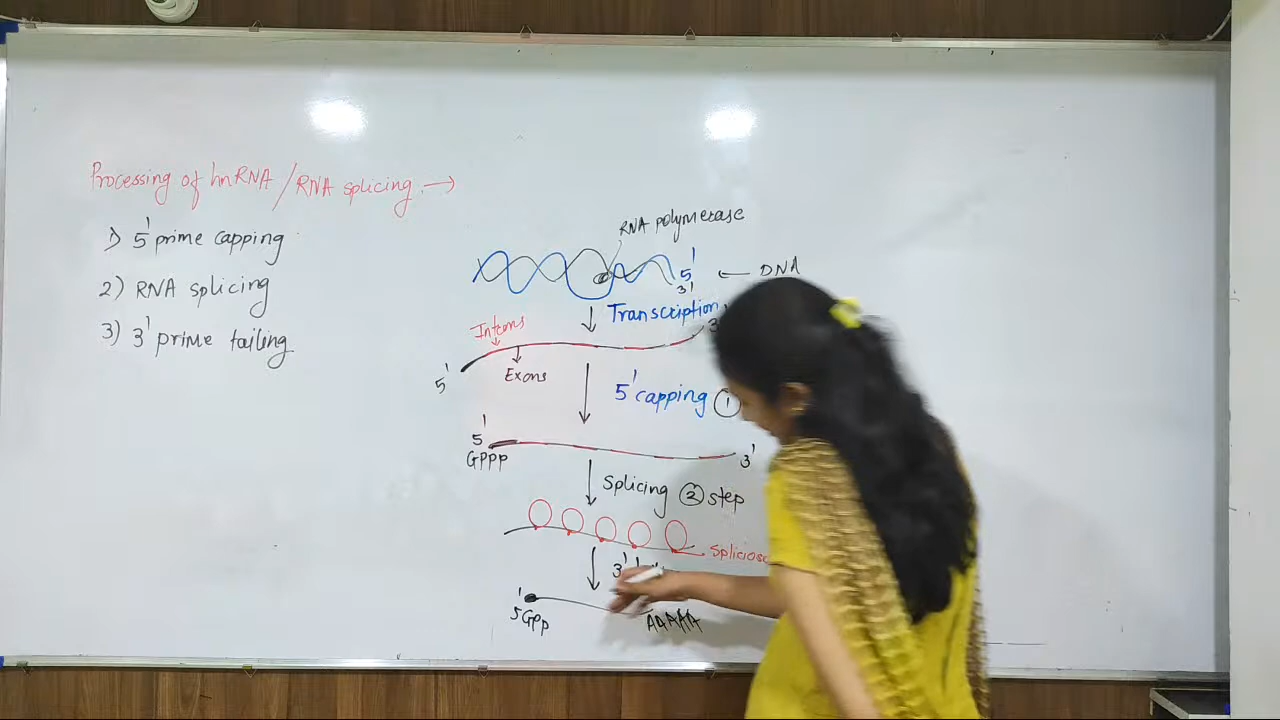 Processing of hnRNA / RNA splicing →
1) 5' prime capping
2) RNA splicing
3) 3' prime tailing
RNA polymerase
5' ← DNA
3'
Transcription
Introns
3'
5'
Exons
5' capping 1
5'
GPPP
3'
Splicing 2 step
3'
5' GPP
AAAAA